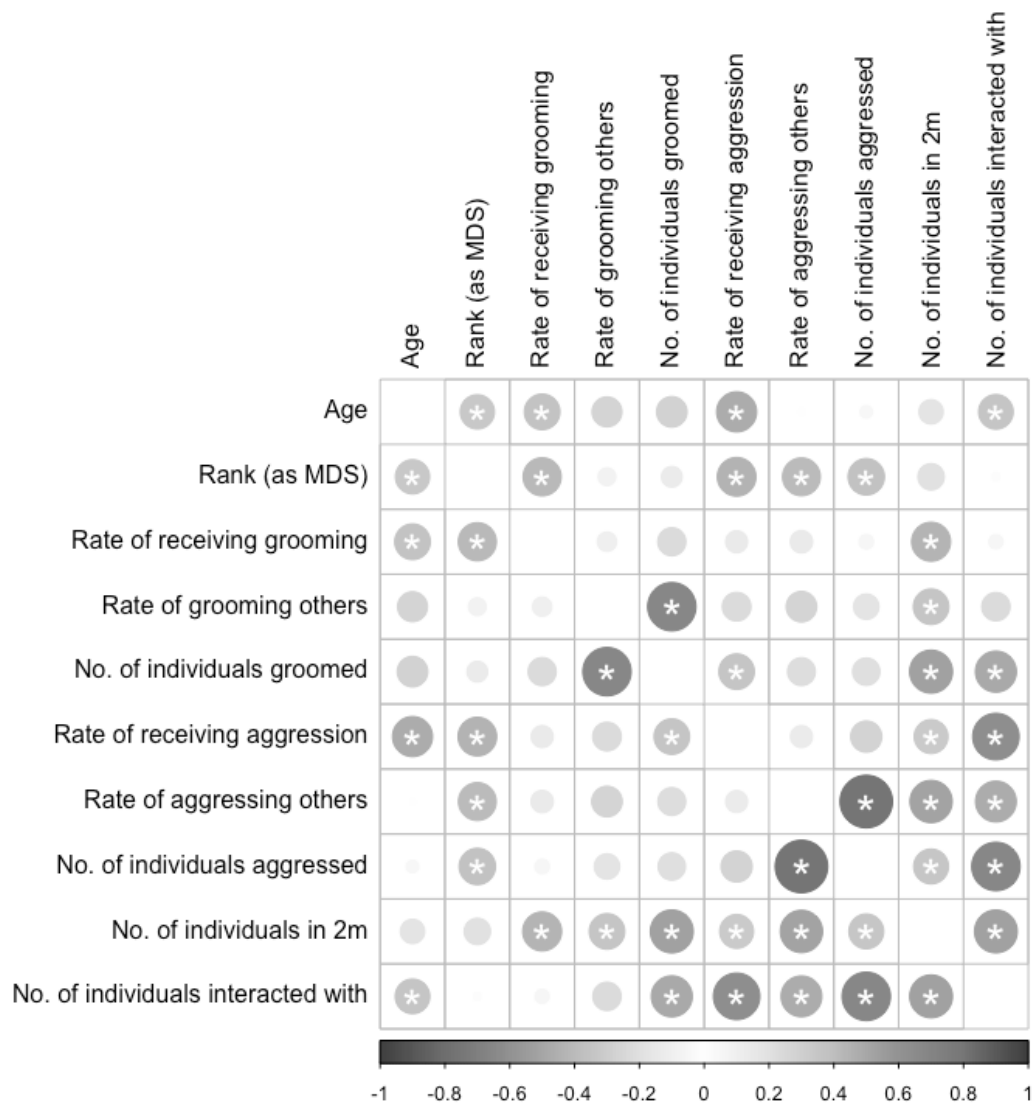 Age
Rank (as MDS)
Rate of receiving grooming
Rate of grooming others
No. of individuals groomed
Rate of receiving aggression
Rate of aggressing others
No. of individuals aggressed
No. of individuals in 2m
No. of individuals interacted with
Age * * * *
Rank (as MDS) * * * * *
Rate of receiving grooming * * *
Rate of grooming others * *
No. of individuals groomed * * * *
Rate of receiving aggression * * * * *
Rate of aggressing others * * * *
No. of individuals aggressed * * * *
No. of individuals in 2m * * * * * * *
No. of individuals interacted with * * * * * *
-1 -0.8 -0.6 -0.4 -0.2 0 0.2 0.4 0.6 0.8 1